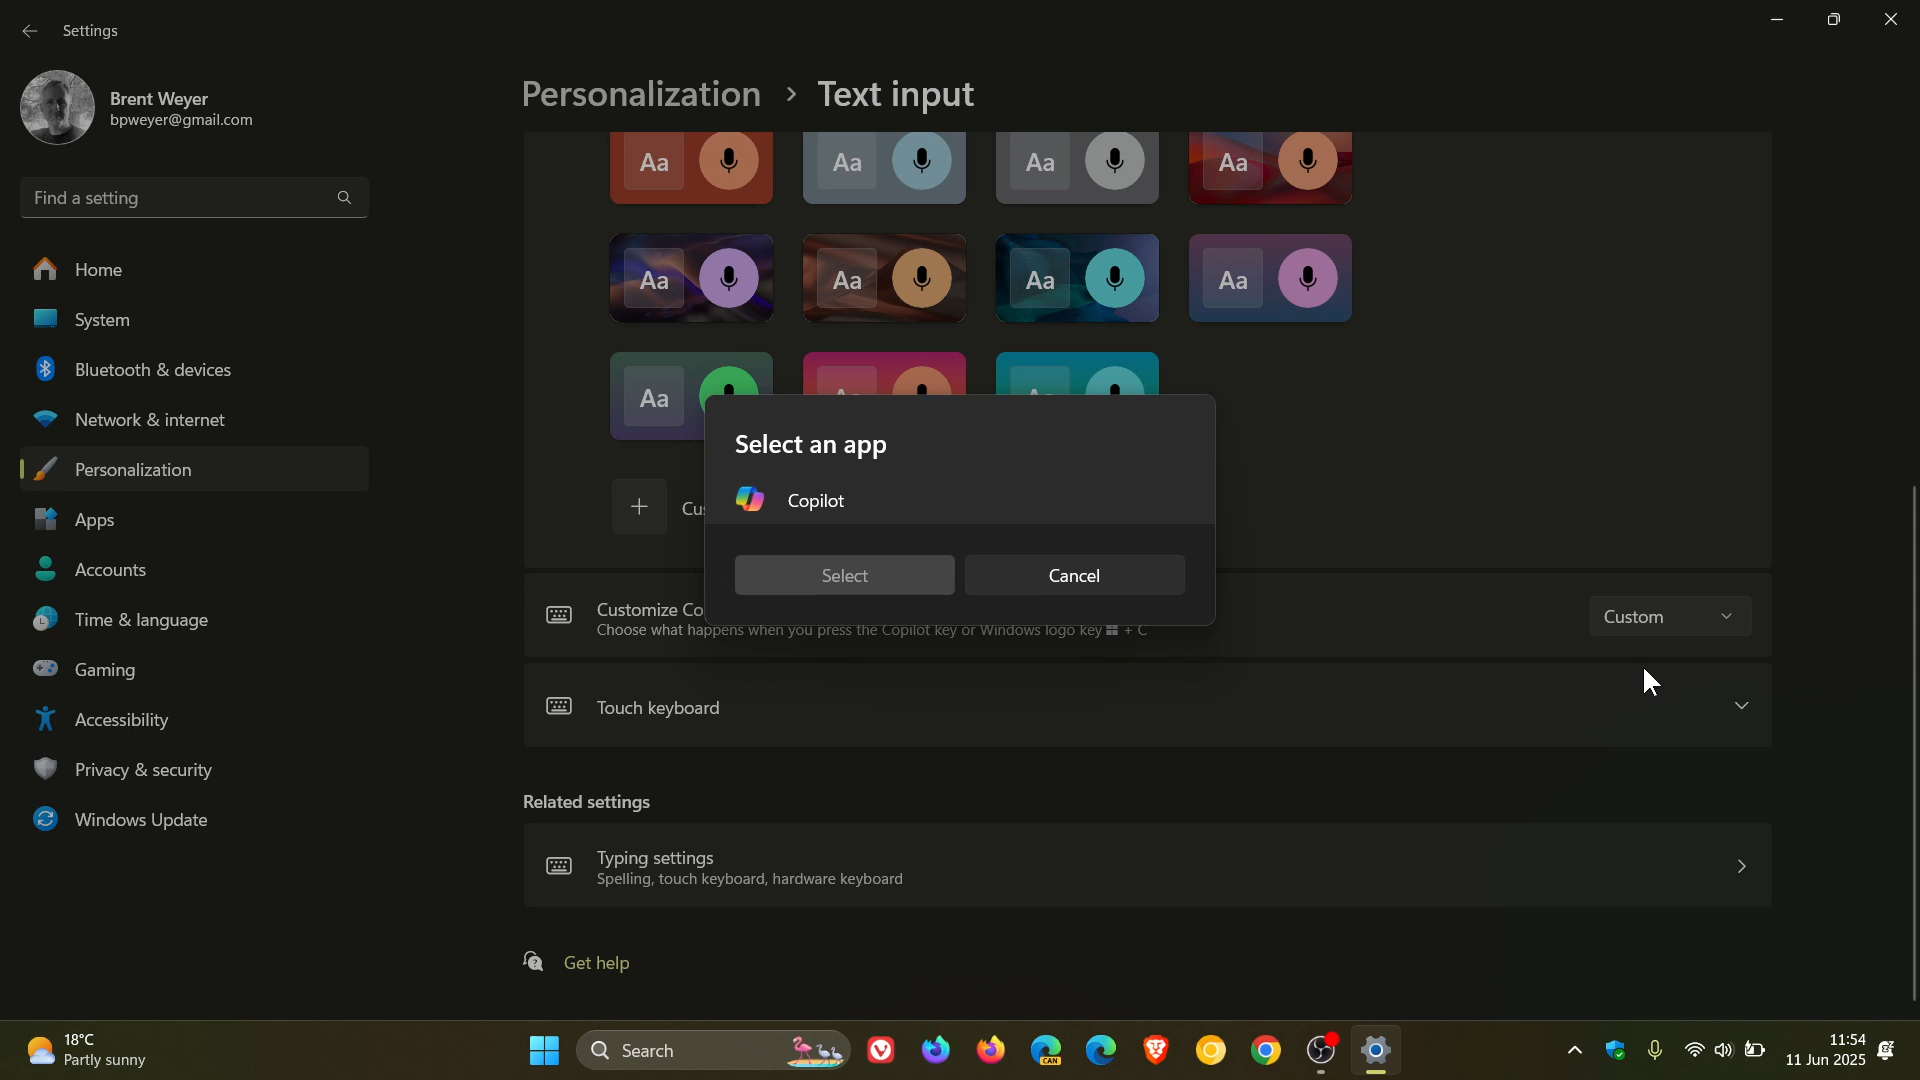 Settings
Brent Weyer
bpweyer@gmail.com
Find a setting
Home
System
Bluetooth & devices
Network & internet
Personalization
Apps
Accounts
Time & language
Gaming
Accessibility
Privacy & security
Windows Update
Personalization > Text input
Aa Aa Aa Aa
Aa Aa Aa Aa
Aa
Select an app
Copilot
Select Cancel
Cu
Customize Co
Choose what happens when you press the Copilot key or Windows logo key + C
Custom
Touch keyboard
Related settings
Typing settings
Spelling, touch keyboard, hardware keyboard
Get help
18°C
Partly sunny
Search
CAN
11:54
11 Jun 2025